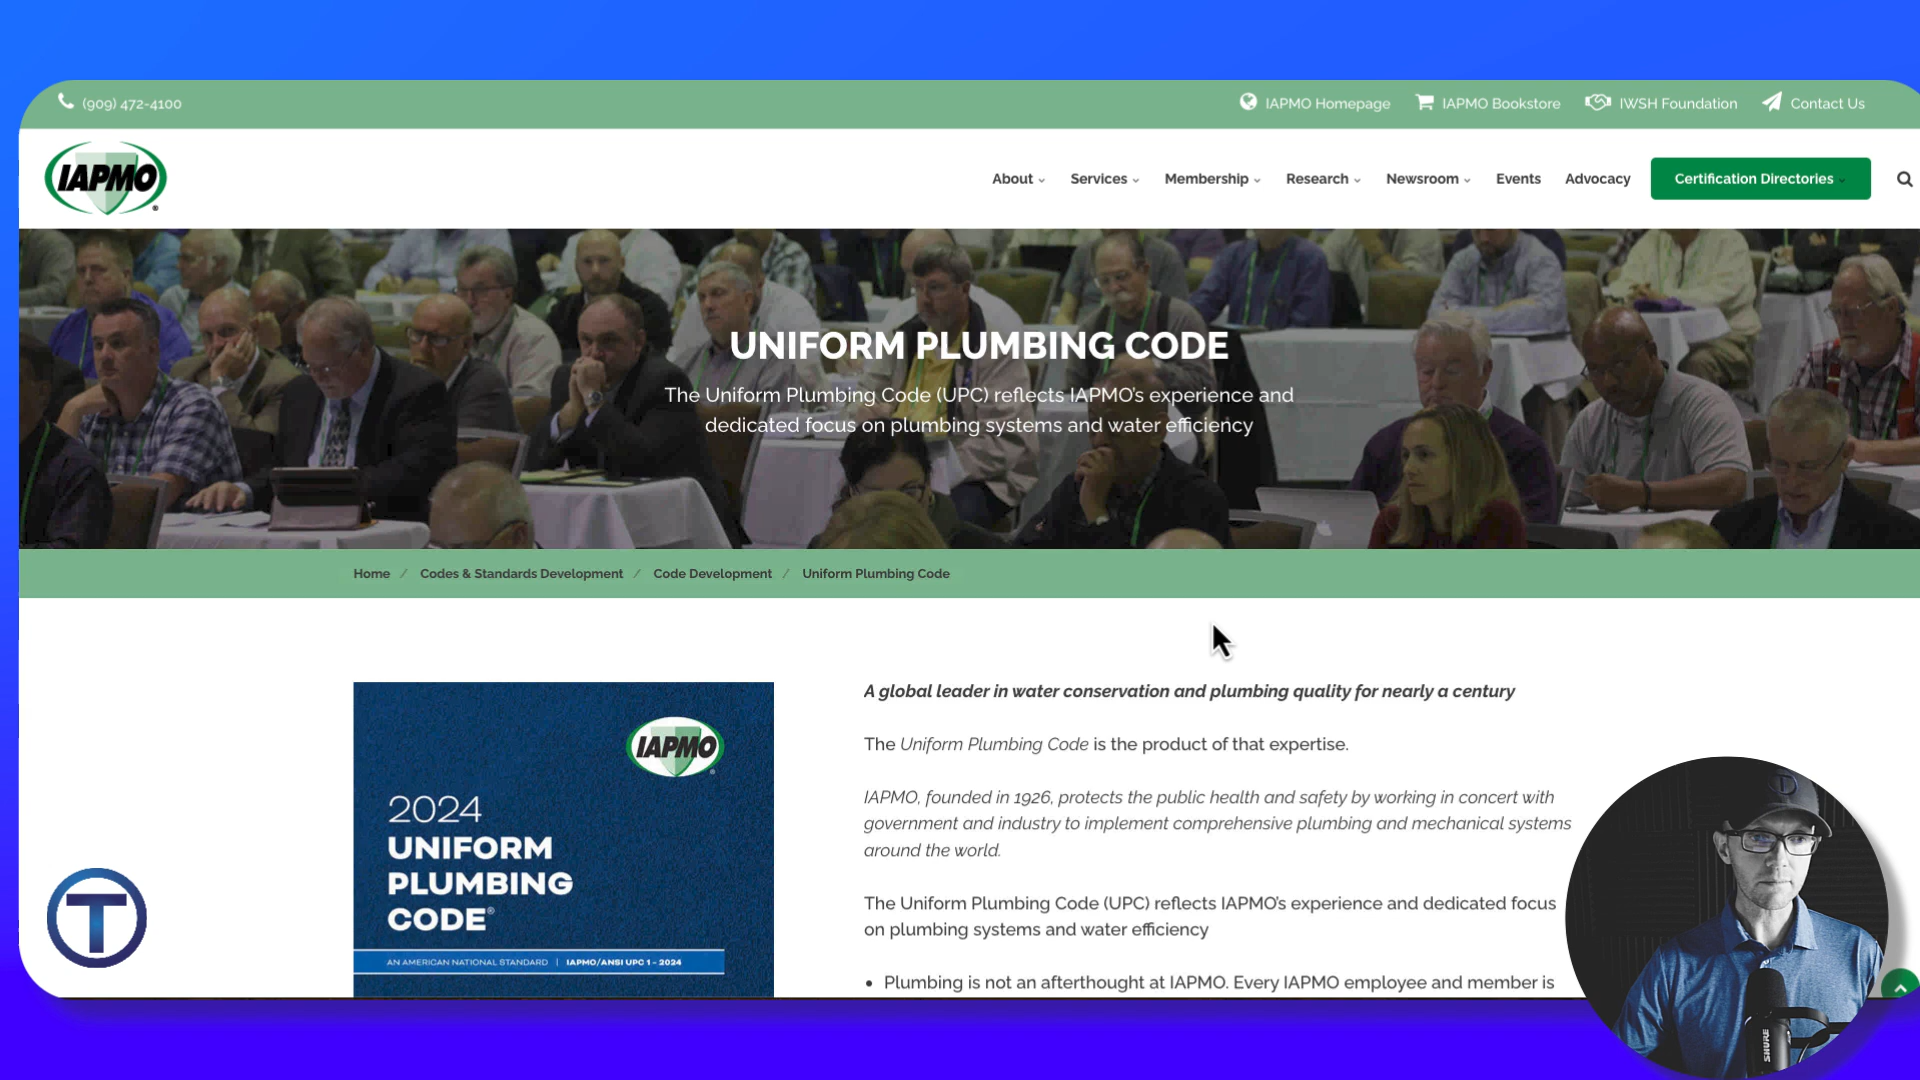 (909) 472-4100
IAPMO Homepage
IAPMO Bookstore
IWSH Foundation
Contact Us
IAPMO
®
About
Services
Membership
Research
Newsroom
Events
Advocacy
Certification Directories
UNIFORM PLUMBING CODE
The Uniform Plumbing Code (UPC) reflects IAPMO's experience and
dedicated focus on plumbing systems and water efficiency
Home / Codes & Standards Development / Code Development / Uniform Plumbing Code
IAPMO
2024
UNIFORM
PLUMBING
CODE®
AN AMERICAN NATIONAL STANDARD | IAPMO/ANSI UPC 1 - 2024
A global leader in water conservation and plumbing quality for nearly a century
The Uniform Plumbing Code is the product of that expertise.
IAPMO, founded in 1926, protects the public health and safety by working in concert with
government and industry to implement comprehensive plumbing and mechanical systems
around the world.
The Uniform Plumbing Code (UPC) reflects IAPMO's experience and dedicated focus
on plumbing systems and water efficiency
• Plumbing is not an afterthought at IAPMO. Every IAPMO employee and member is
T
SHURE